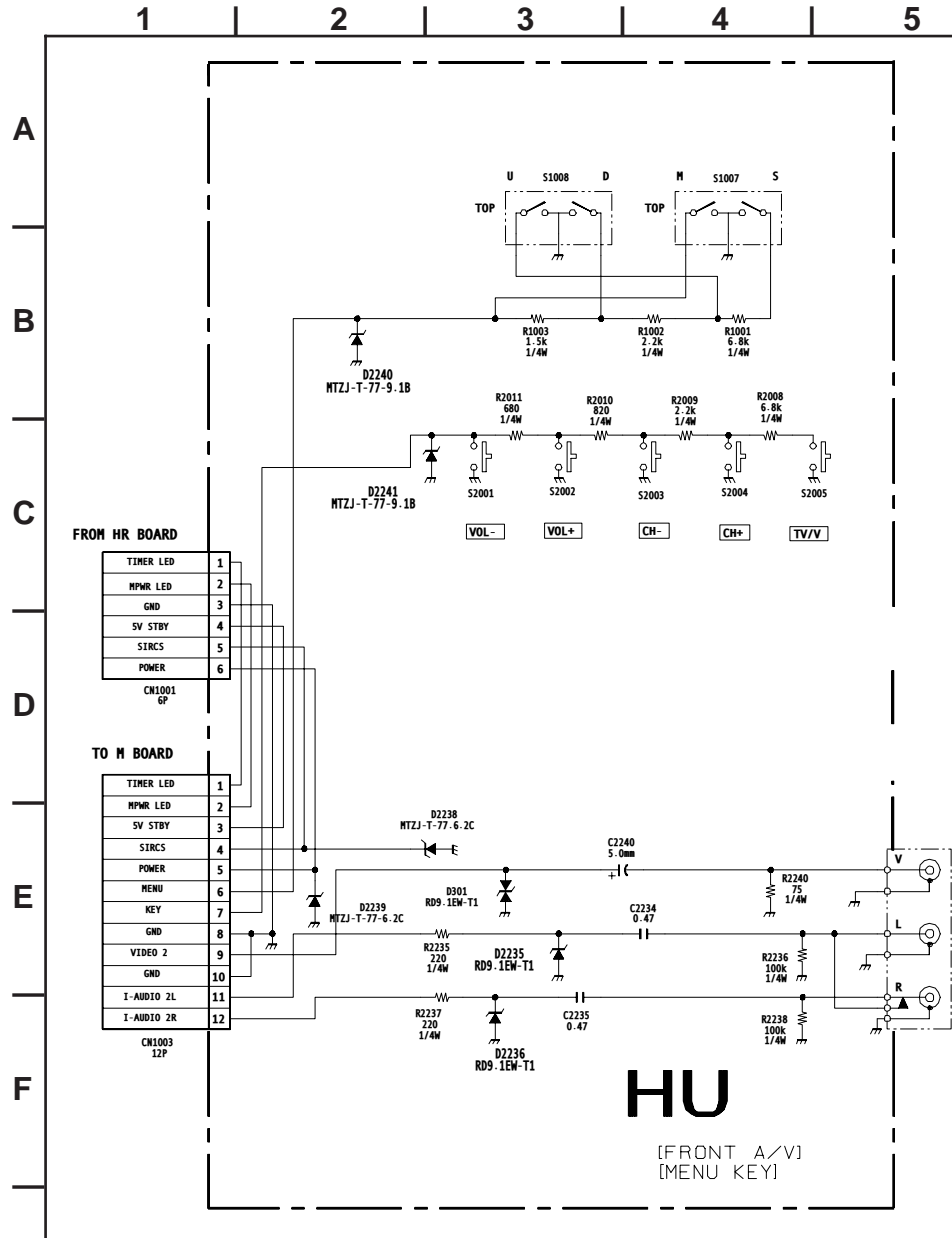 1 2 3 4 5
A
U S1008 D M S1007 S
TOP TOP
B
R1003
1.5k
1/4W
R1002
2.2k
1/4W
R1001
6.8k
1/4W
D2240
MTZJ-T-77-9.1B
R2011
680
1/4W
R2010
820
1/4W
R2009
2.2k
1/4W
R2008
6.8k
1/4W
C
D2241
MTZJ-T-77-9.1B
S2001 S2002 S2003 S2004 S2005
VOL- VOL+ CH- CH+ TV/V
FROM HR BOARD
TIMER LED 1
MPWR LED 2
GND 3
5V STBY 4
SIRCS 5
POWER 6
CN1001
6P
D
TO M BOARD
TIMER LED 1
MPWR LED 2
5V STBY 3
SIRCS 4
POWER 5
MENU 6
KEY 7
GND 8
VIDEO 2 9
GND 10
I-AUDIO 2L 11
I-AUDIO 2R 12
CN1003
12P
E
D2238
MTZJ-T-77.6.2C
C2240
5.0mm
+
V
D2239
MTZJ-T-77-6.2C
D301
RD9.1EW-T1
R2240
75
1/4W
C2234
0.47
L
R2235
220
1/4W
D2235
RD9.1EW-T1
R2236
100k
1/4W
R
R2237
220
1/4W
C2235
0.47
R2238
100k
1/4W
D2236
RD9.1EW-T1
F
HU
[FRONT A/V]
[MENU KEY]